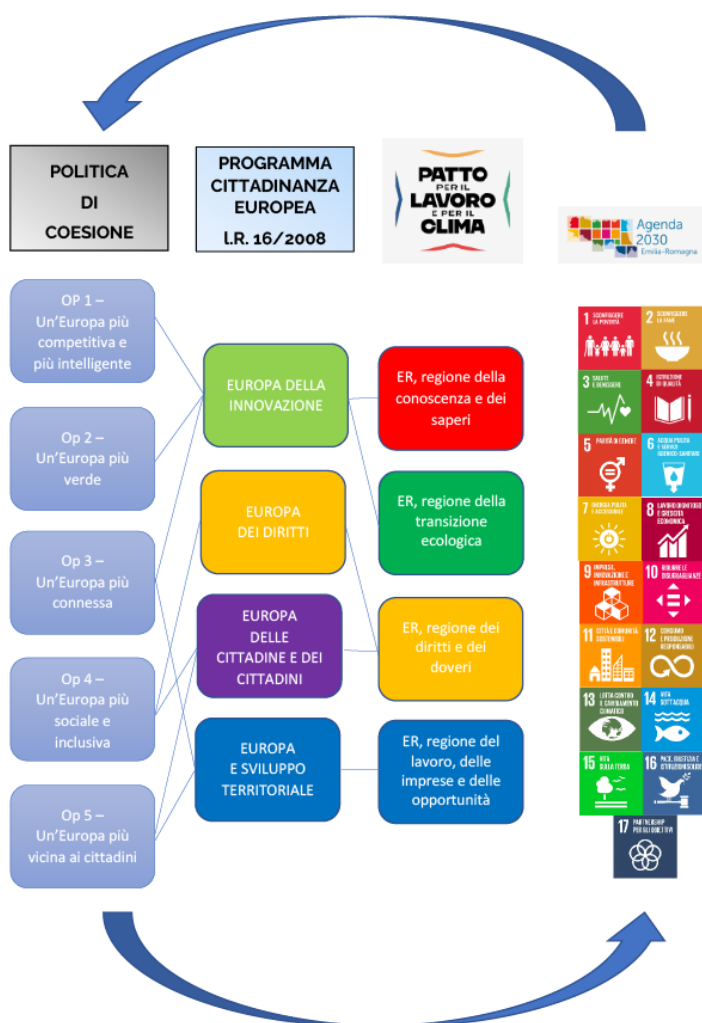 POLITICA
DI
COESIONE
PROGRAMMA
CITTADINANZA
EUROPEA
l.R. 16/2008
PATTO
PER IL
LAVORO
E PER IL
CLIMA
Agenda
2030
Emilia-Romagna
OP 1 –
Un'Europa più
competitiva e
più intelligente
Op 2 –
Un'Europa più
verde
Op 3 –
Un'Europa più
connessa
Op 4 –
Un'Europa più
sociale e
inclusiva
Op 5 –
Un'Europa più
vicina ai cittadini
EUROPA DELLA
INNOVAZIONE
EUROPA
DEI DIRITTI
EUROPA
DELLE
CITTADINE E DEI
CITTADINI
EUROPA
E SVILUPPO
TERRITORIALE
ER, regione della
conoscenza e dei
saperi
ER, regione della
transizione
ecologica
ER, regione dei
diritti e dei
doveri
ER, regione del
lavoro, delle
imprese e delle
opportunità
1 SCONFIGGERE
LA POVERTÀ
2 SCONFIGGERE
LA FAME
3 SALUTE
E BENESSERE
4 ISTRUZIONE
DI QUALITÀ
5 PARITÀ DI GENERE
6 ACQUA PULITA
E SERVIZI
IGIENICO-SANITARI
7 ENERGIA PULITA
E ACCESSIBILE
8 LAVORO DIGNITOSO
E CRESCITA
ECONOMICA
9 IMPRESE,
INNOVAZIONE E
INFRASTRUTTURE
10 RIDURRE LE
DISUGUAGLIANZE
11 CITTÀ E COMUNITÀ
SOSTENIBILI
12 CONSUMO
E PRODUZIONE
RESPONSABILI
13 LOTTA CONTRO
IL CAMBIAMENTO
CLIMATICO
14 VITA
SOTT'ACQUA
15 VITA
SULLA TERRA
16 PACE, GIUSTIZIA E
ISTITUZIONI SOLIDE
17 PARTNERSHIP
PER GLI OBIETTIVI